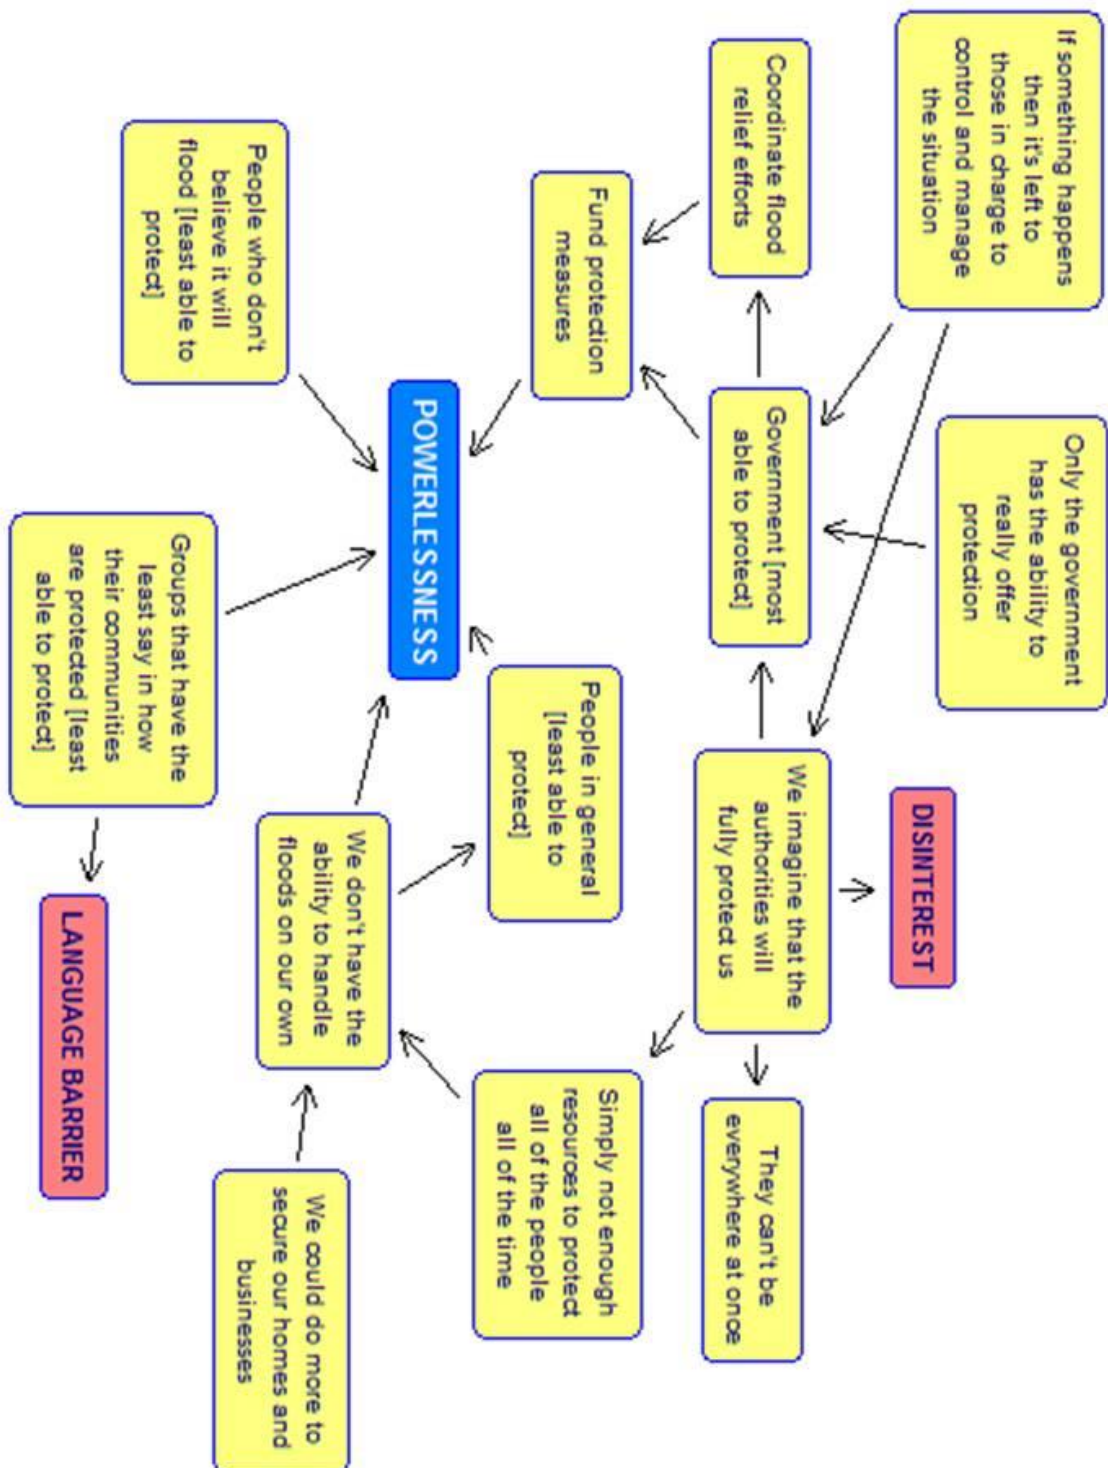 If something happens
then it's left to
those in charge to
control and manage
the situation
Only the government
has the ability to
really offer
protection
DISINTEREST
Coordinate flood
relief efforts
Government [most
able to protect]
We imagine that the
authorities will
fully protect us
They can't be
everywhere at once
Fund protection
measures
People in general
[least able to
protect]
Simply not enough
resources to protect
all of the people
all of the time
POWERLESSNESS
We don't have the
ability to handle
floods on our own
We could do more to
secure our homes and
businesses
People who don't
believe it will
flood [least able to
protect]
Groups that have the
least say in how
their communities
are protected [least
able to protect]
LANGUAGE BARRIER